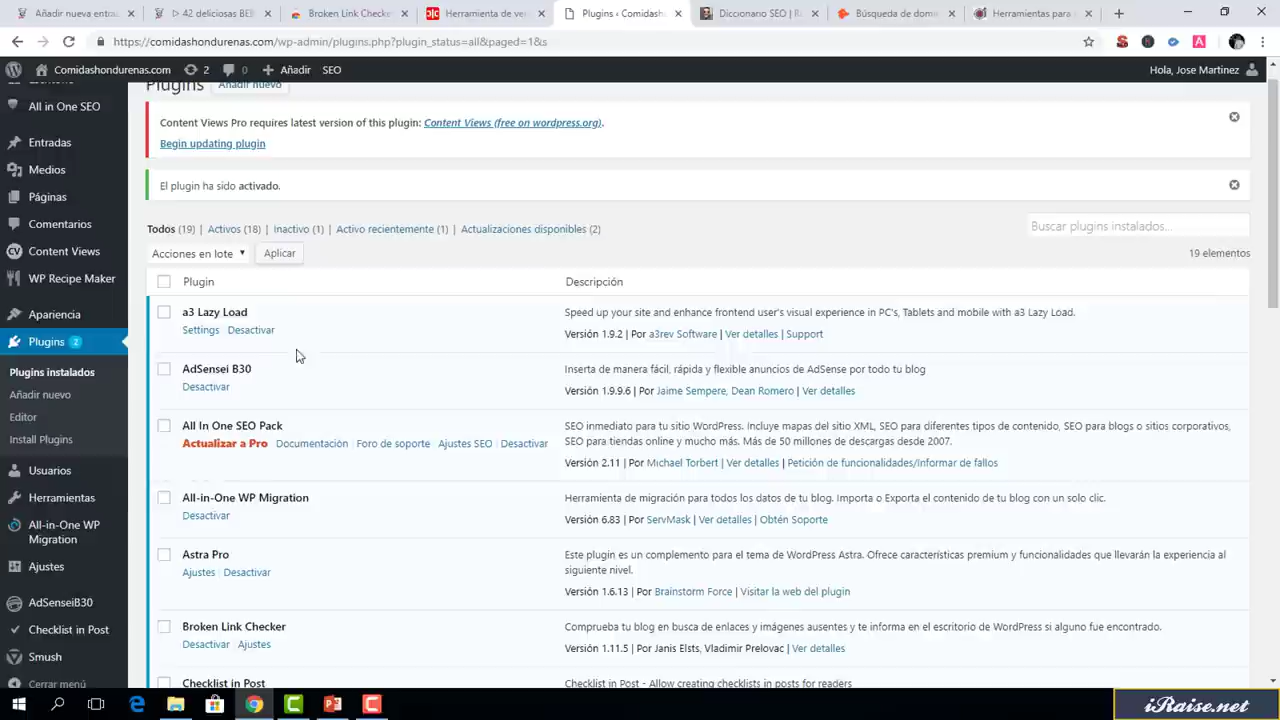 42 deliciosas BEB
Broken Link Checke
Herramienta de ve
Plugins ‹ Comidash
Diccionario SEO | R
Búsqueda de dom
Herramientas para
https://comidashondurenas.com/wp-admin/plugins.php?plugin_status=all&paged=1&s
Comidashondurenas.com
2
0
Añadir
SEO
Hola, Jose Martinez
All in One SEO
Entradas
Medios
Páginas
Comentarios
Content Views
WP Recipe Maker
Apariencia
Plugins 2
Plugins instalados
Añadir nuevo
Editor
Install Plugins
Usuarios
Herramientas
All-in-One WP
Migration
Ajustes
AdSenseiB30
Checklist in Post
Smush
Cerrar menú
Plugins
Añadir nuevo
Content Views Pro requires latest version of this plugin: Content Views (free on wordpress.org).
Begin updating plugin
El plugin ha sido activado.
Todos (19) | Activos (18) | Inactivo (1) | Activo recientemente (1) | Actualizaciones disponibles (2)
Buscar plugins instalados...
Acciones en lote
Aplicar
19 elementos
Plugin
Descripción
a3 Lazy Load
Settings | Desactivar
Speed up your site and enhance frontend user's visual experience in PC's, Tablets and mobile with a3 Lazy Load.
Versión 1.9.2 | Por a3rev Software | Ver detalles | Support
AdSensei B30
Desactivar
Inserta de manera fácil, rápida y flexible anuncios de AdSense por todo tu blog
Versión 1.9.9.6 | Por Jaime Sempere, Dean Romero | Ver detalles
All In One SEO Pack
Actualizar a Pro | Documentación | Foro de soporte | Ajustes SEO | Desactivar
SEO inmediato para tu sitio WordPress. Incluye mapas del sitio XML, SEO para diferentes tipos de contenido, SEO para blogs o sitios corporativos,
SEO para tiendas online y mucho más. Más de 50 millones de descargas desde 2007.
Versión 2.11 | Por Michael Torbert | Ver detalles | Petición de funcionalidades/Informar de fallos
All-in-One WP Migration
Desactivar
Herramienta de migración para todos los datos de tu blog. Importa o Exporta el contenido de tu blog con un solo clic.
Versión 6.83 | Por ServMask | Ver detalles | Obtén Soporte
Astra Pro
Ajustes | Desactivar
Este plugin es un complemento para el tema de WordPress Astra. Ofrece características premium y funcionalidades que llevarán la experiencia al
siguiente nivel.
Versión 1.6.13 | Por Brainstorm Force | Visitar la web del plugin
Broken Link Checker
Desactivar | Ajustes
Comprueba tu blog en busca de enlaces y imágenes ausentes y te informa en el escritorio de WordPress si alguno fue encontrado.
Versión 1.11.5 | Por Janis Elsts, Vladimir Prelovac | Ver detalles
Checklist in Post
Checklist in Post - Allow creating checklists in posts for readers
iRaise.net